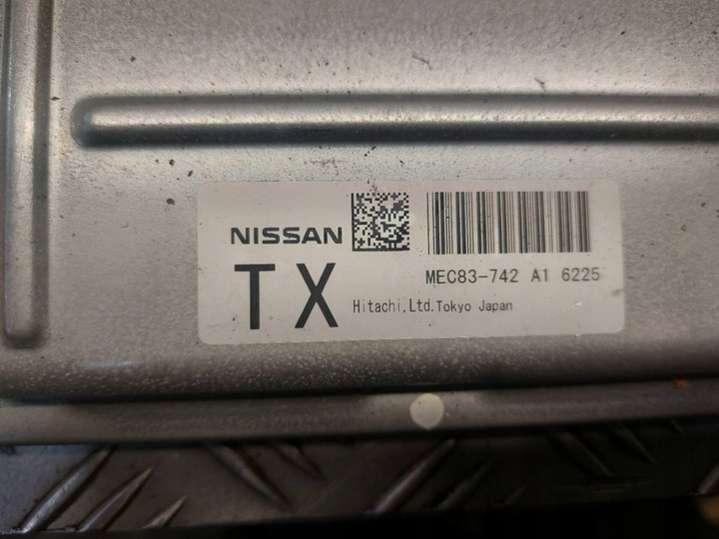 NISSAN
MEC83-742 A1 6225
TX
Hitachi,Ltd.Tokyo Japan